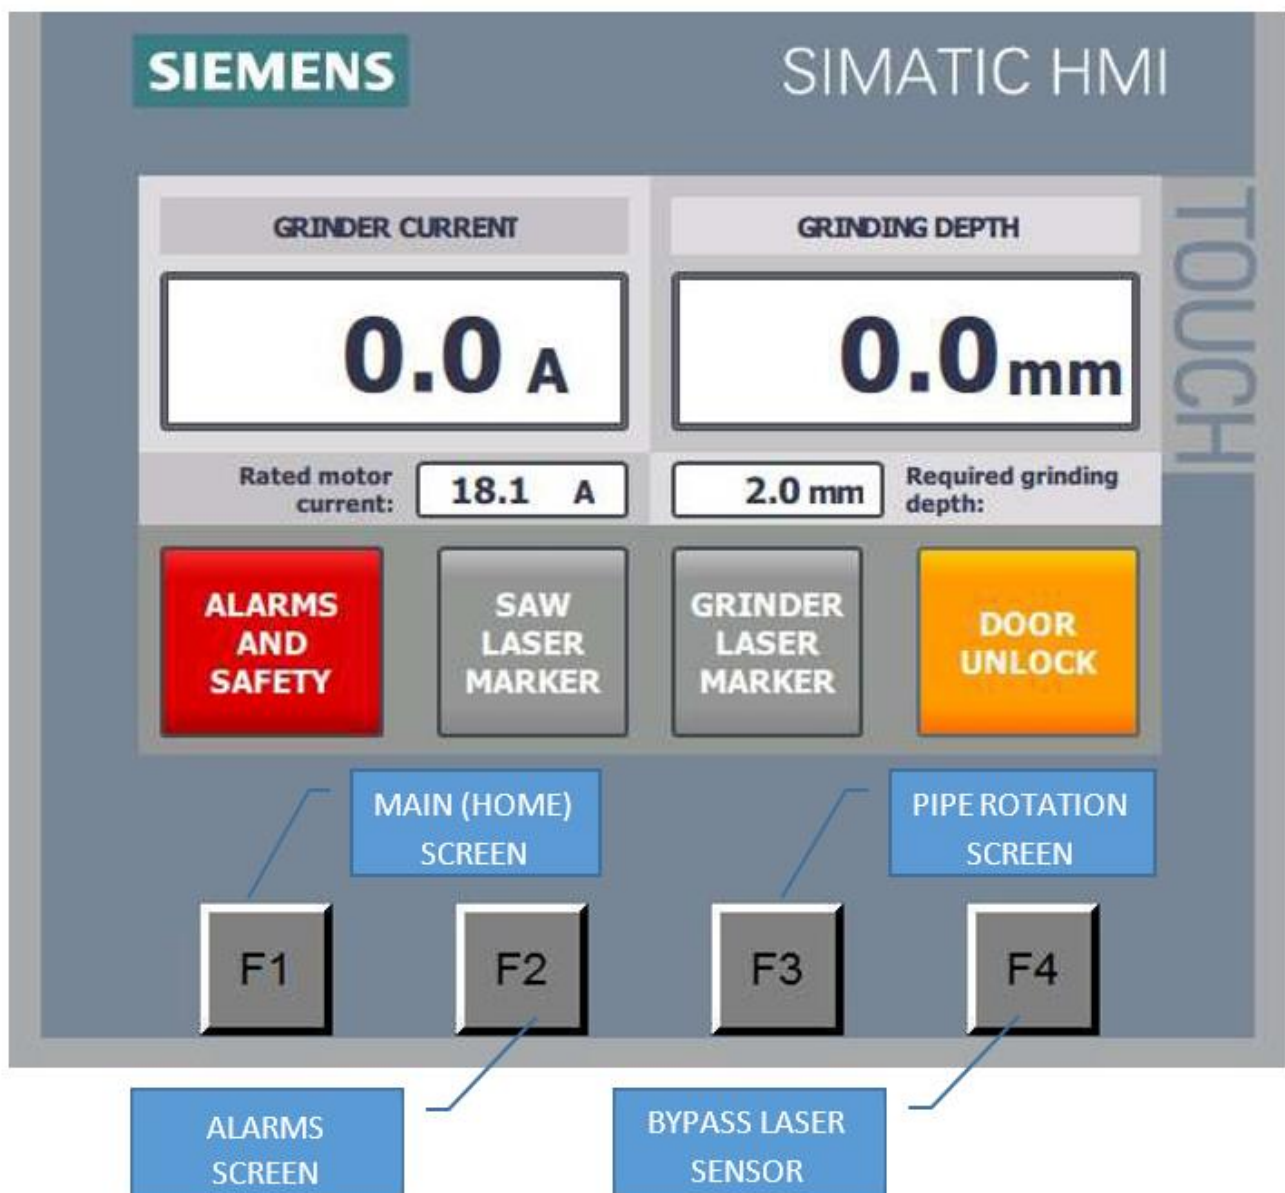 SIEMENS
SIMATIC HMI
TOUCH
GRINDER CURRENT
GRINDING DEPTH
0.0 A
0.0 mm
Rated motor
current:
18.1 A
2.0 mm
Required grinding
depth:
ALARMS
AND
SAFETY
SAW
LASER
MARKER
GRINDER
LASER
MARKER
DOOR
UNLOCK
MAIN (HOME)
SCREEN
PIPE ROTATION
SCREEN
F1
F2
F3
F4
ALARMS
SCREEN
BYPASS LASER
SENSOR